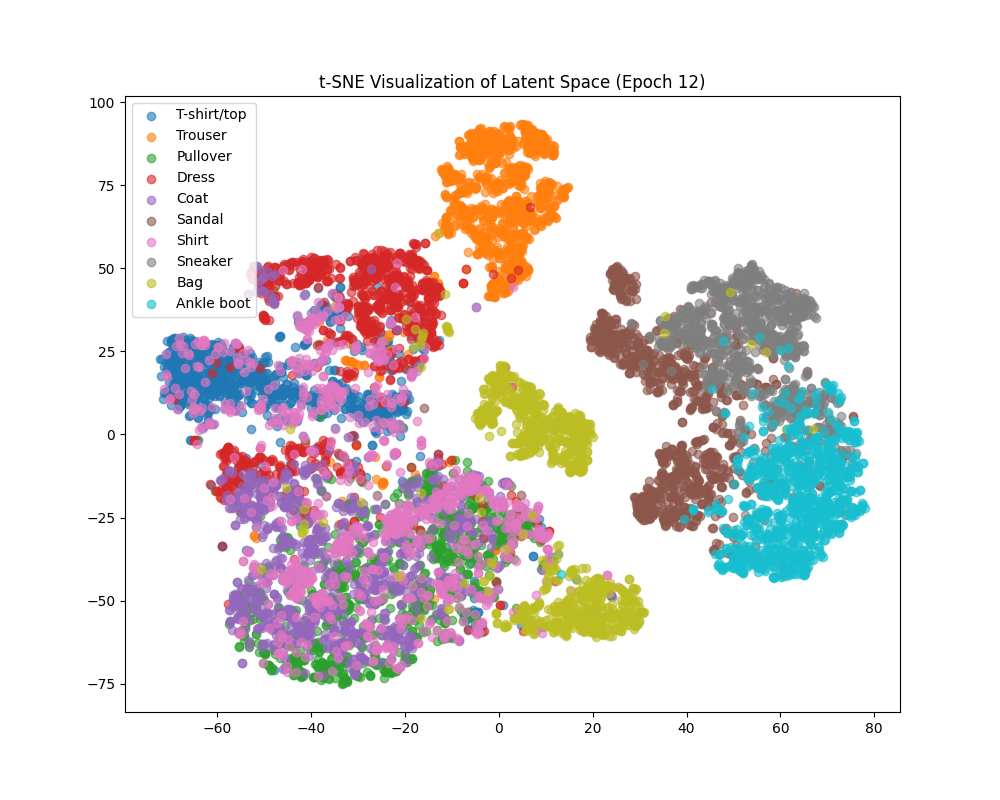 t-SNE Visualization of Latent Space (Epoch 12)
100
75
50
25
0
−25
−50
−75
T-shirt/top
Trouser
Pullover
Dress
Coat
Sandal
Shirt
Sneaker
Bag
Ankle boot
−60 −40 −20 0 20 40 60 80